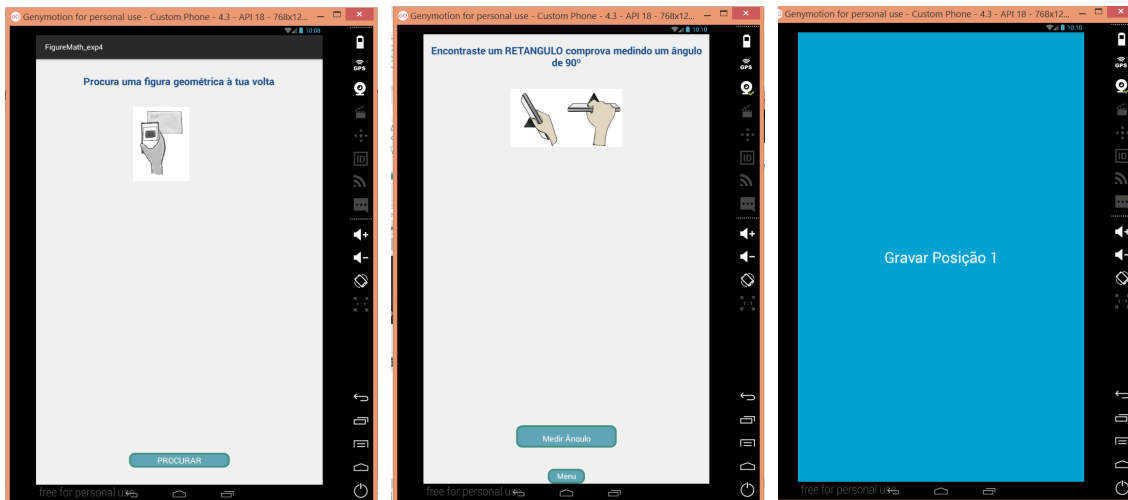 Genymotion for personal use - Custom Phone - 4.3 - API 18 - 768x12...
10:08
FigureMath_exp4
GPS
Procura uma figura geométrica à tua volta
ID
PROCURAR
free for personal use
Genymotion for personal use - Custom Phone - 4.3 - API 18 - 768x12...
10:10
Encontraste um RETANGULO comprova medindo um ângulo
de 90º
GPS
ID
Medir Ângulo
Menu
free for personal use
Genymotion for personal use - Custom Phone - 4.3 - API 18 - 768x12...
10:10
GPS
ID
Gravar Posição 1
free for personal use